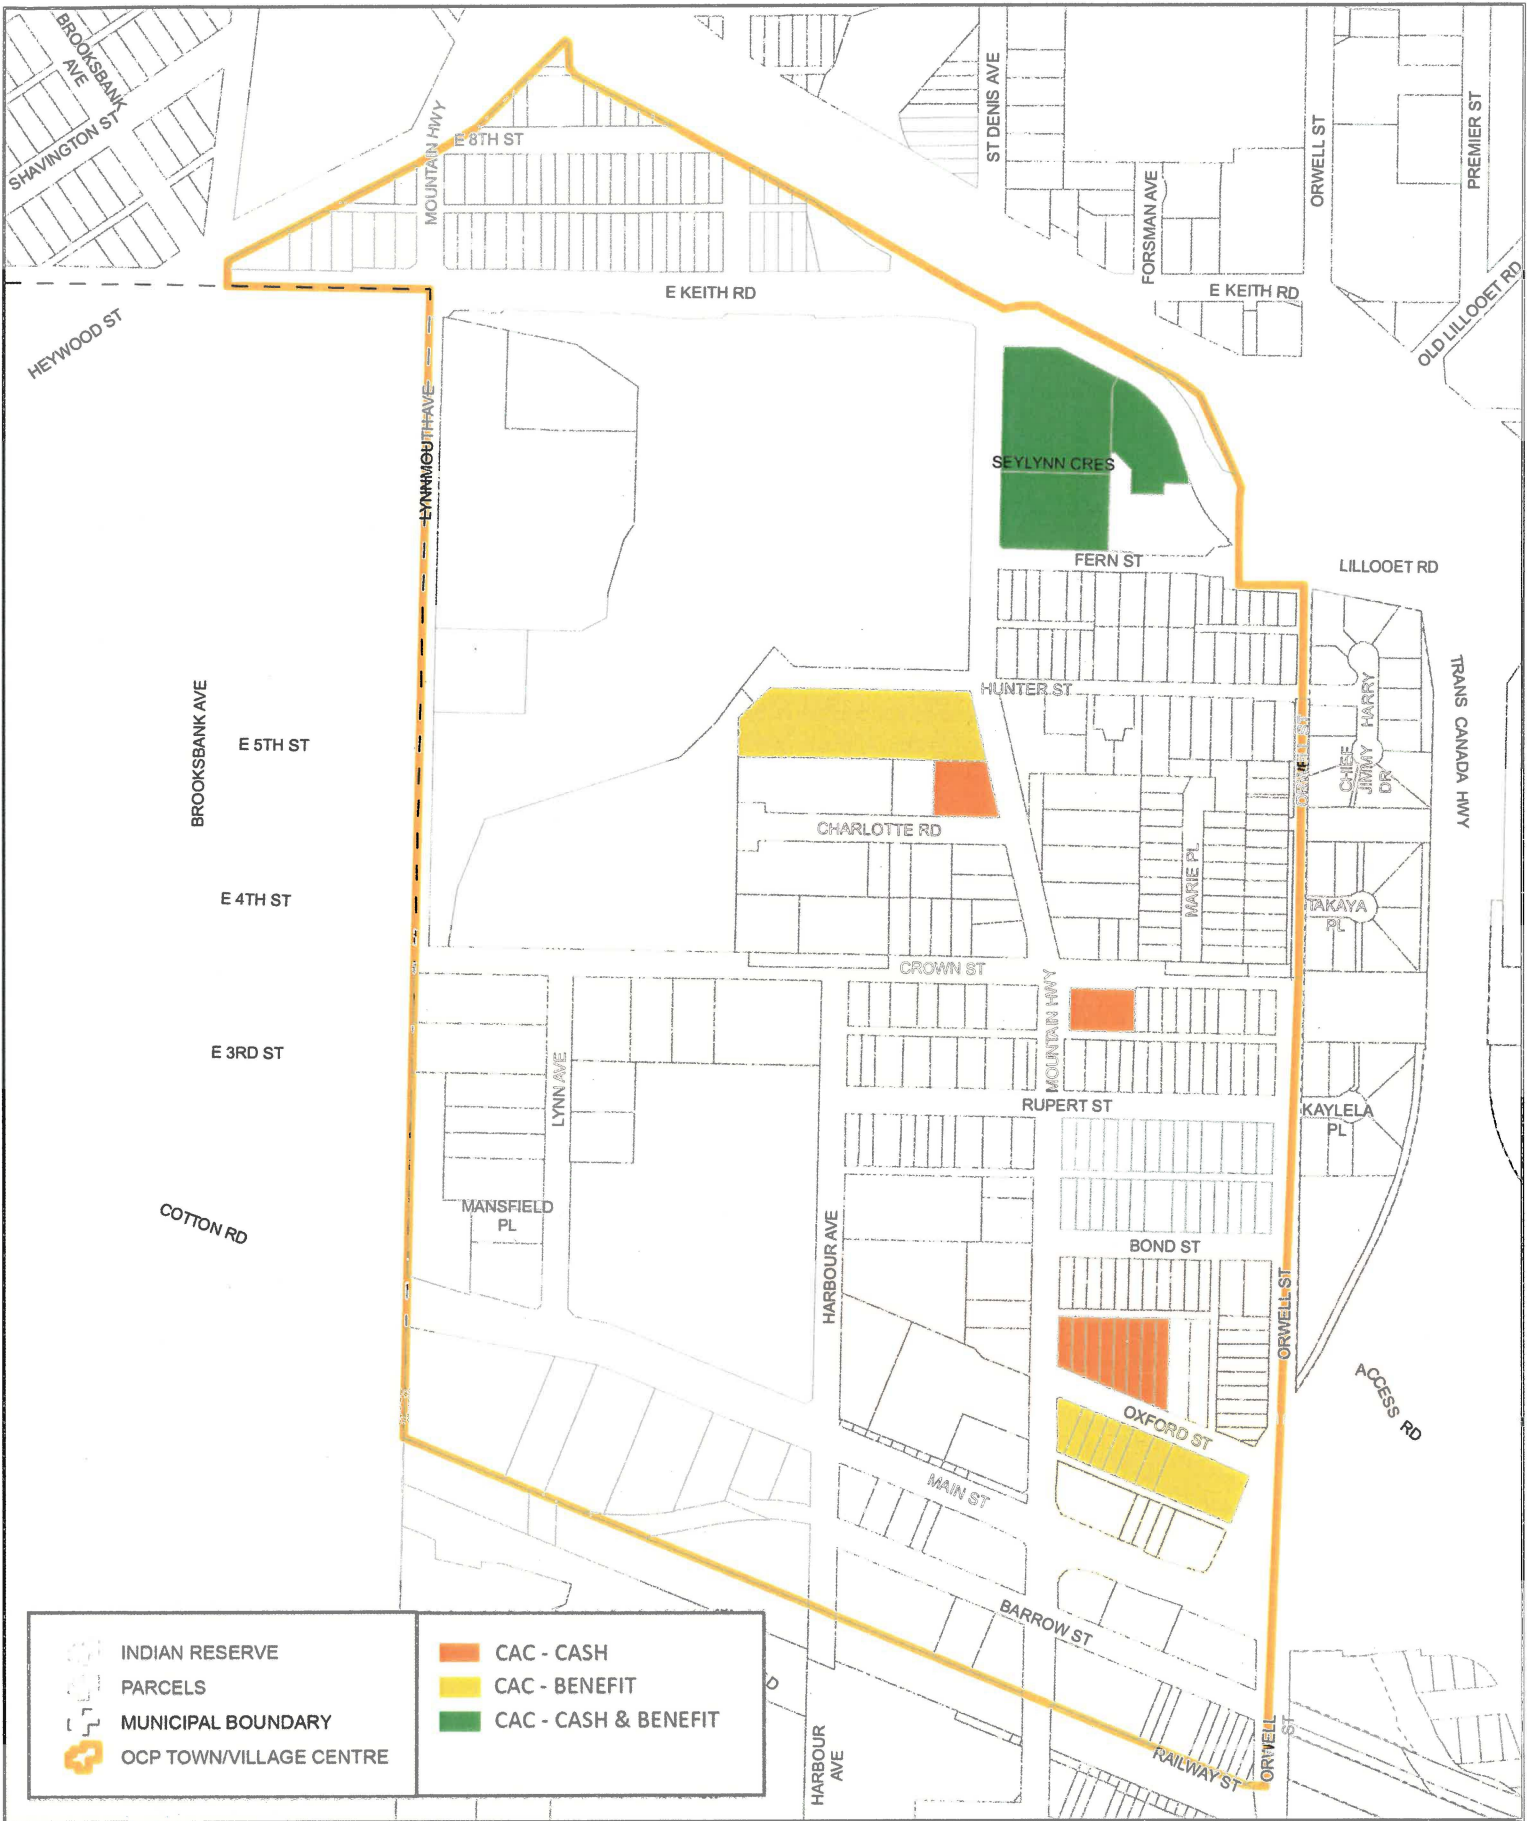 BROOKSBANK
AVE
SHAVINGTON ST
MOUNTAIN HWY
E 8TH ST
ST DENIS AVE
FORSMAN AVE
ORWELL ST
PREMIER ST
E KEITH RD
E KEITH RD
OLD LILLOOET RD
HEYWOOD ST
LYNNMOUTH AVE
SEYLYNN CRES
FERN ST
LILLOOET RD
HUNTER ST
BROOKSBANK AVE
E 5TH ST
ORWELL ST
CHIEF
JIMMY HARRY
DR
TRANS CANADA HWY
CHARLOTTE RD
MARIE PL
E 4TH ST
TAKAYA
PL
CROWN ST
MOUNTAIN HWY
E 3RD ST
LYNN AVE
RUPERT ST
KAYLELA
PL
MANSFIELD
PL
COTTON RD
HARBOUR AVE
BOND ST
ORWELL ST
ACCESS RD
OXFORD ST
MAIN ST
BARROW ST
D
HARBOUR
AVE
RAILWAY ST
ORWELL
ST
INDIAN RESERVE
PARCELS
MUNICIPAL BOUNDARY
OCP TOWN/VILLAGE CENTRE
CAC - CASH
CAC - BENEFIT
CAC - CASH & BENEFIT